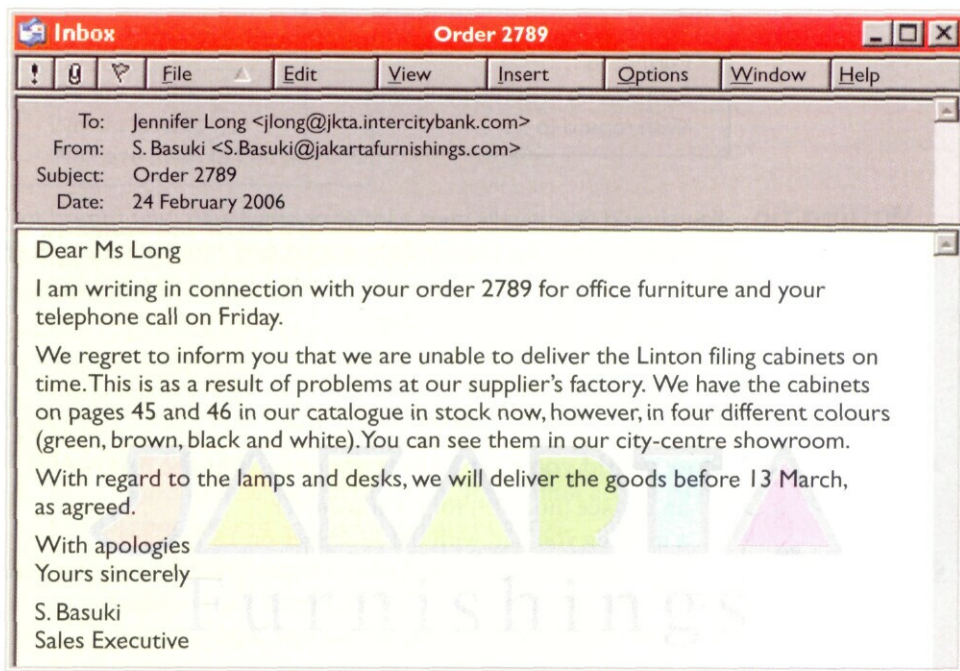 Inbox
Order 2789
! File Edit View Insert Options Window Help
To: Jennifer Long <jlong@jkta.intercitybank.com>
From: S. Basuki <S.Basuki@jakartafurnishings.com>
Subject: Order 2789
Date: 24 February 2006
Dear Ms Long
I am writing in connection with your order 2789 for office furniture and your
telephone call on Friday.
We regret to inform you that we are unable to deliver the Linton filing cabinets on
time. This is as a result of problems at our supplier's factory. We have the cabinets
on pages 45 and 46 in our catalogue in stock now, however, in four different colours
(green, brown, black and white). You can see them in our city-centre showroom.
With regard to the lamps and desks, we will deliver the goods before 13 March,
as agreed.
With apologies
Yours sincerely
S. Basuki
Sales Executive
JAKARTA
Furnishings